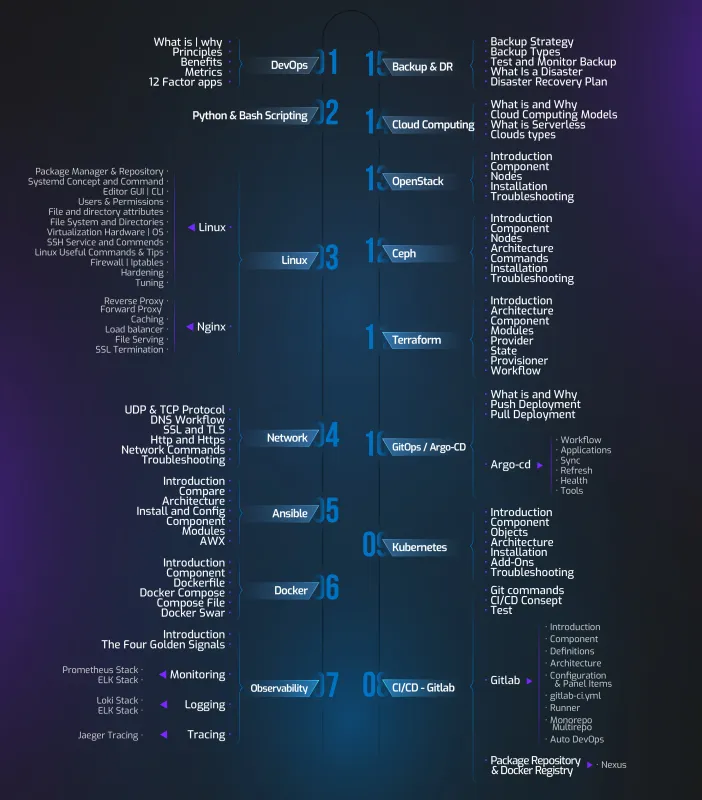 What is | why
Principles
Benefits
Metrics
12 Factor apps
DevOps
01
Python & Bash Scripting
02
Package Manager & Repository
Systemd Concept and Command
Editor GUI | CLI
Users & Permissions
File and directory attributes
File System and Directories
Virtualization Hardware | OS
SSH Service and Commends
Linux Useful Commands & Tips
Firewall | Iptables
Hardening
Tuning
Linux
Reverse Proxy
Forward Proxy
Caching
Load balancer
File Serving
SSL Termination
Nginx
Linux
03
UDP & TCP Protocol
DNS Workflow
SSL and TLS
Http and Https
Network Commands
Troubleshooting
Network
04
Introduction
Compare
Architecture
Install and Config
Component
Modules
AWX
Ansible
05
Introduction
Component
Dockerfile
Docker Compose
Compose File
Docker Swar
Docker
06
Introduction
The Four Golden Signals
Prometheus Stack
ELK Stack
Monitoring
Loki Stack
ELK Stack
Logging
Jaeger Tracing
Tracing
Observability
07
15
Backup & DR
Backup Strategy
Backup Types
Test and Monitor Backup
What Is a Disaster
Disaster Recovery Plan
14
Cloud Computing
What is and Why
Cloud Computing Models
What is Serverless
Clouds types
13
OpenStack
Introduction
Component
Nodes
Installation
Troubleshooting
12
Ceph
Introduction
Component
Nodes
Architecture
Commands
Installation
Troubleshooting
1
Terraform
Introduction
Architecture
Component
Modules
Provider
State
Provisioner
Workflow
10
GitOps / Argo-CD
What is and Why
Push Deployment
Pull Deployment
Argo-cd
Workflow
Applications
Sync
Refresh
Health
Tools
09
Kubernetes
Introduction
Component
Objects
Architecture
Installation
Add-Ons
Troubleshooting
08
CI/CD - Gitlab
Git commands
CI/CD Consept
Test
Gitlab
Introduction
Component
Definitions
Architecture
Configuration
& Panel Items
gitlab-ci.yml
Runner
Monorepo
Multirepo
Auto DevOps
Package Repository
& Docker Registry
Nexus